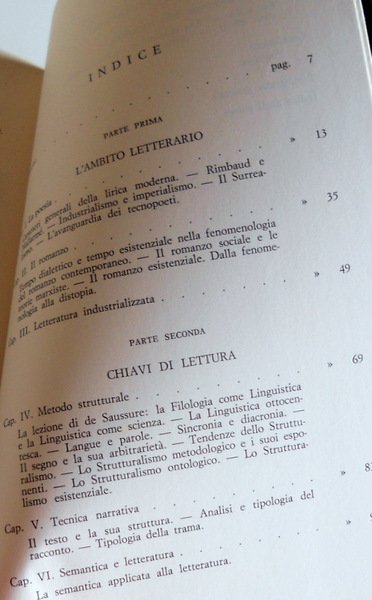 INDICE
pag. 7
PARTE PRIMA
L'AMBITO LETTERARIO
La poesia . . . . . . . . » 13
generali della lirica moderna. — Rimbaud e
— Industrialismo e imperialismo. — Il Surrea-
L'avanguardia dei tecnopoeti.
II. Il romanzo . . . . . . . . » 35
Tempo dialettico e tempo esistenziale nella fenomenologia
del romanzo contemporaneo. — Il romanzo sociale e le
teorie marxiste. — Il romanzo esistenziale. Dalla fenome-
nologia alla distopia.
Cap. III. Letteratura industrializzata . . . . . » 49
PARTE SECONDA
CHIAVI DI LETTURA
Cap. IV. Metodo strutturale . . . . . . . » 69
La lezione di de Saussure: la Filologia come Linguistica
e la Linguistica come scienza. — La Linguistica ottocen-
tesca. — Langue e parole. — Sincronia e diacronia. —
Il segno e la sua arbitrarietà. — Tendenze dello Struttu-
ralismo. — Lo Strutturalismo metodologico e i suoi espo-
nenti. — Lo Strutturalismo ontologico. — Lo Struttura-
lismo esistenziale.
Cap. V. Tecnica narrativa . . . . . . . »
Il testo e la sua struttura. — Analisi e tipologia del
racconto. — Tipologia della trama.
Cap. VI. Semantica e letteratura . . . . . . »
La semantica applicata alla letteratura.